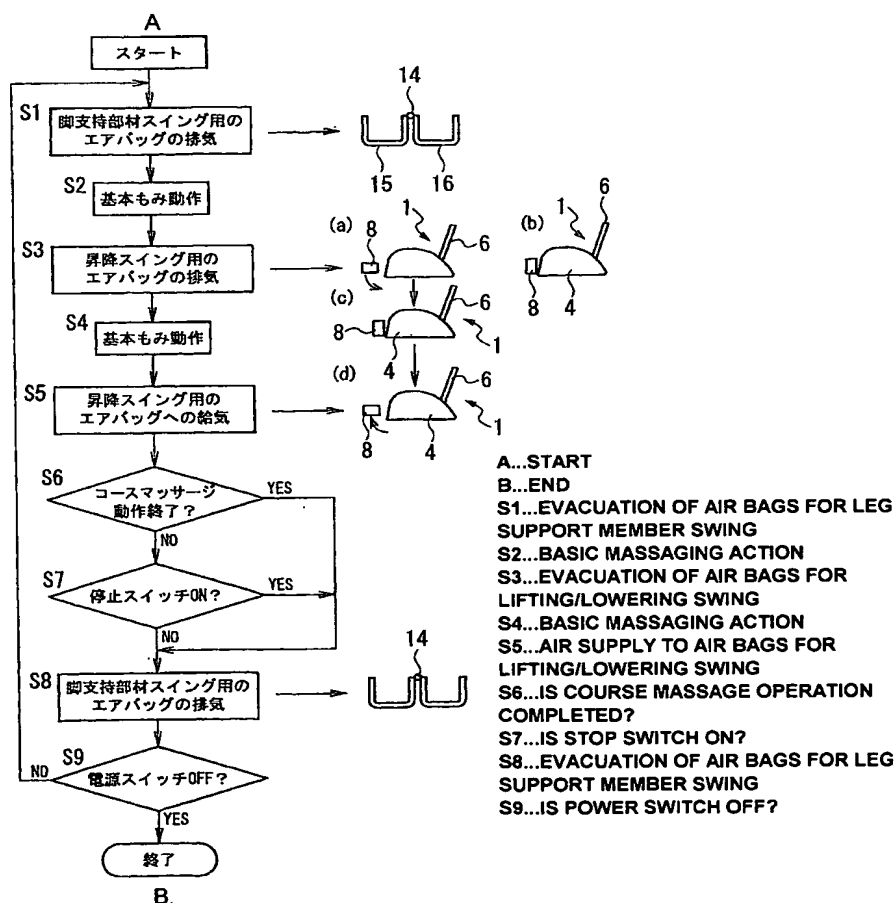 A
スタート
S1
脚支持部材スイング用の
エアバッグの排気
14
15
16
S2
基本もみ動作
S3
昇降スイング用の
エアバッグの排気
(a)
8
1
6
4
(b)
1
6
8
4
S4
基本もみ動作
(c)
8
4
6
1
S5
昇降スイング用の
エアバッグへの給気
(d)
8
4
6
1
S6
コースマッサージ
動作終了?
YES
NO
S7
停止スイッチON?
YES
NO
S8
脚支持部材スイング用の
エアバッグの排気
14
S9
電源スイッチOFF?
NO
YES
終了
B.
A...START
B...END
S1...EVACUATION OF AIR BAGS FOR LEG
SUPPORT MEMBER SWING
S2...BASIC MASSAGING ACTION
S3...EVACUATION OF AIR BAGS FOR
LIFTING/LOWERING SWING
S4...BASIC MASSAGING ACTION
S5...AIR SUPPLY TO AIR BAGS FOR
LIFTING/LOWERING SWING
S6...IS COURSE MASSAGE OPERATION
COMPLETED?
S7...IS STOP SWITCH ON?
S8...EVACUATION OF AIR BAGS FOR LEG
SUPPORT MEMBER SWING
S9...IS POWER SWITCH OFF?